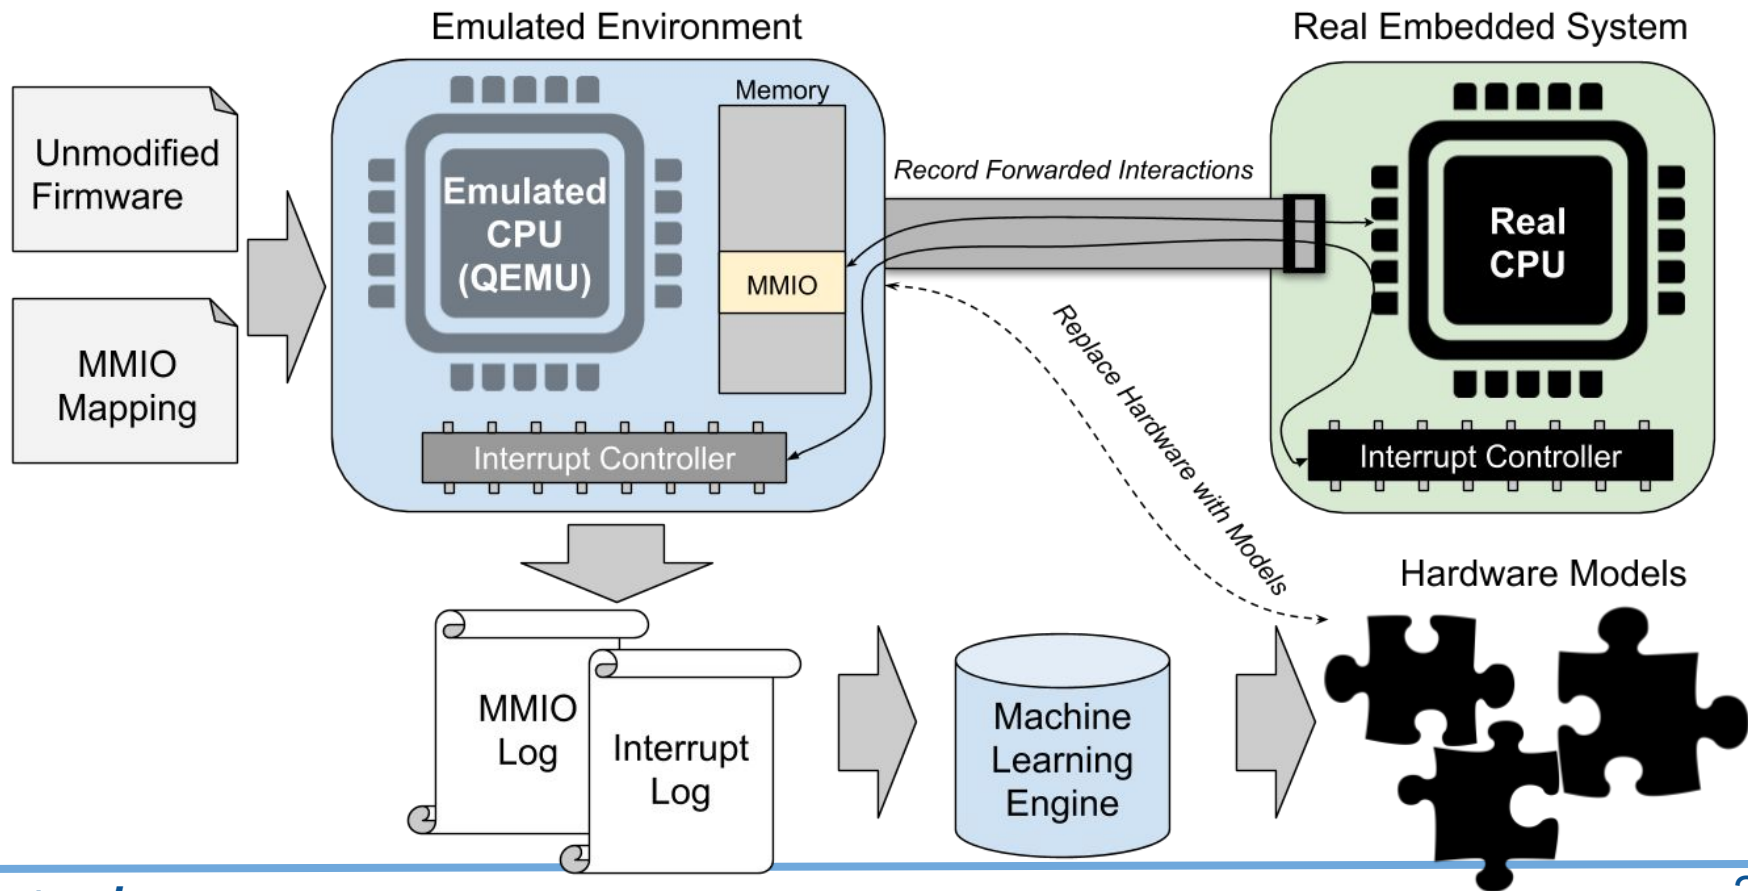 Emulated Environment
Real Embedded System
Unmodified
Firmware
MMIO
Mapping
Memory
Emulated
CPU
(QEMU)
MMIO
Interrupt Controller
Record Forwarded Interactions
Replace Hardware with Models
Real
CPU
Interrupt Controller
Hardware Models
MMIO
Log
Interrupt
Log
Machine
Learning
Engine